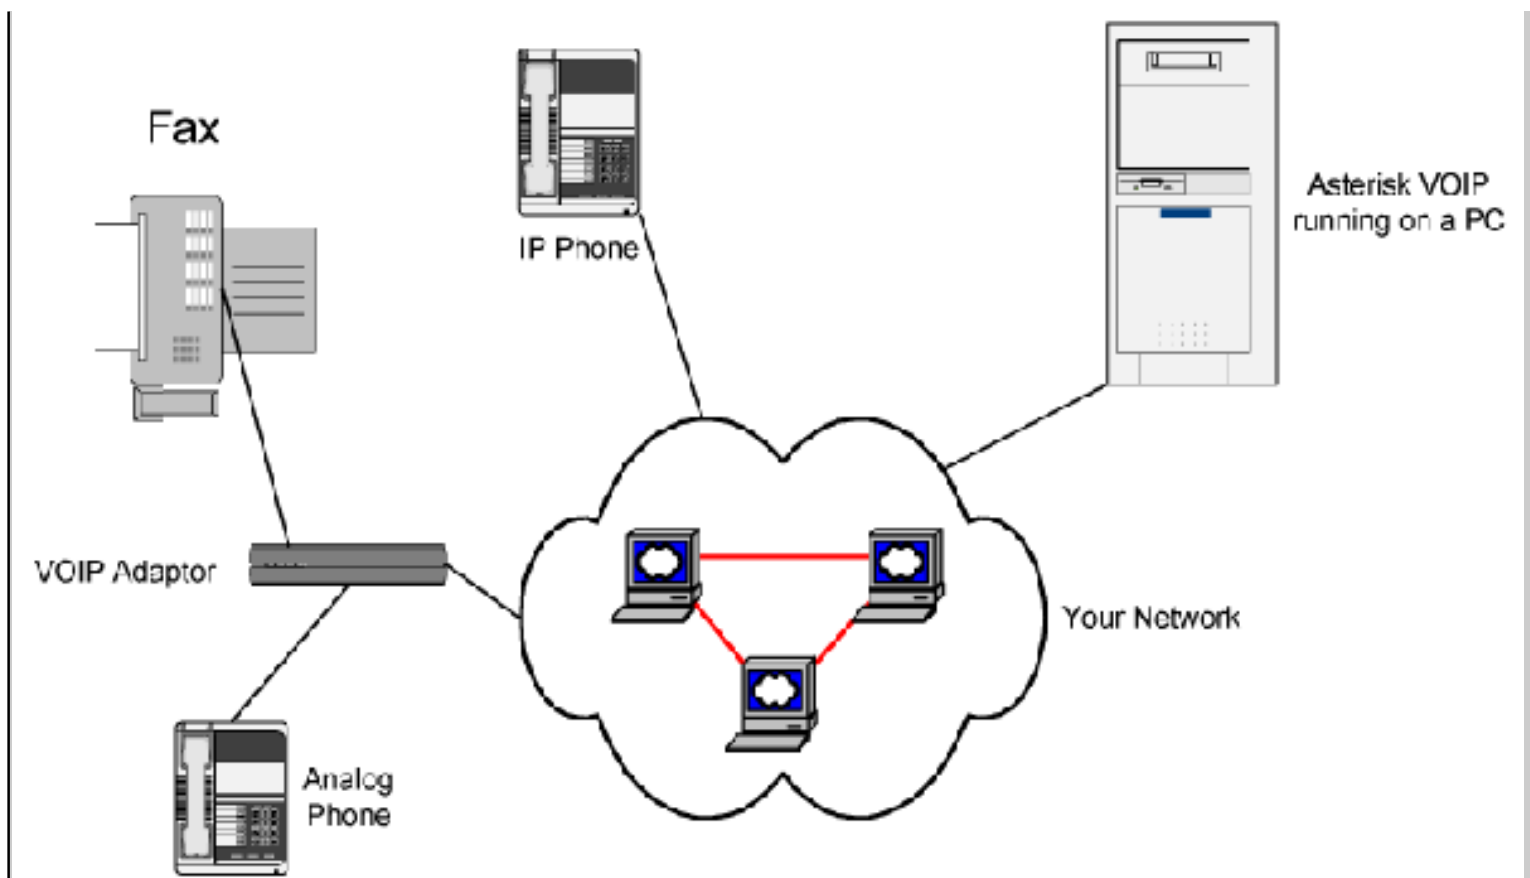 Fax
IP Phone
Asterisk VOIP
running on a PC
VOIP Adaptor
Your Network
Analog
Phone